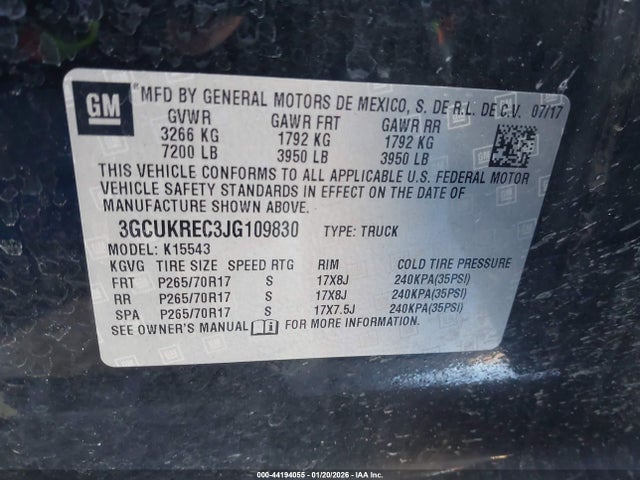 GM
*MFD BY GENERAL MOTORS DE MEXICO, S. DE R.L. DE C.V. 07/17
GVWR GAWR FRT GAWR RR
3266 KG 1792 KG 1792 KG
7200 LB 3950 LB 3950 LB
THIS VEHICLE CONFORMS TO ALL APPLICABLE U.S. FEDERAL MOTOR
VEHICLE SAFETY STANDARDS IN EFFECT ON THE DATE OF
MANUFACTURE SHOWN ABOVE.
3GCUKREC3JG109830 TYPE: TRUCK
MODEL: K15543
KGVG TIRE SIZE SPEED RTG RIM COLD TIRE PRESSURE
FRT P265/70R17 S 17X8J 240KPA(35PSI)
RR P265/70R17 S 17X8J 240KPA(35PSI)
SPA P265/70R17 S 17X7.5J 240KPA(35PSI)
SEE OWNER'S MANUAL FOR MORE INFORMATION.
000-44194055 — 01/20/2026 — IAA Inc.